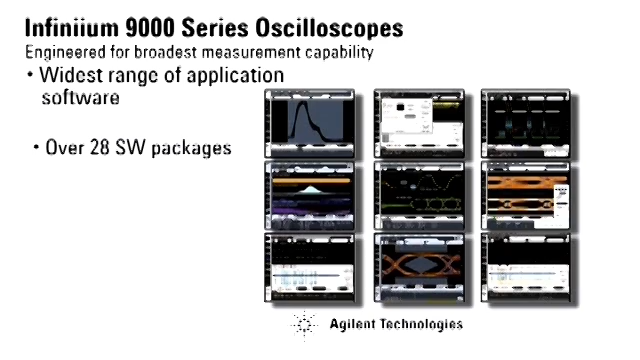 Infiniium 9000 Series Oscilloscopes
Engineered for broadest measurement capability
• Widest range of application
software
• Over 28 SW packages
Agilent Technologies